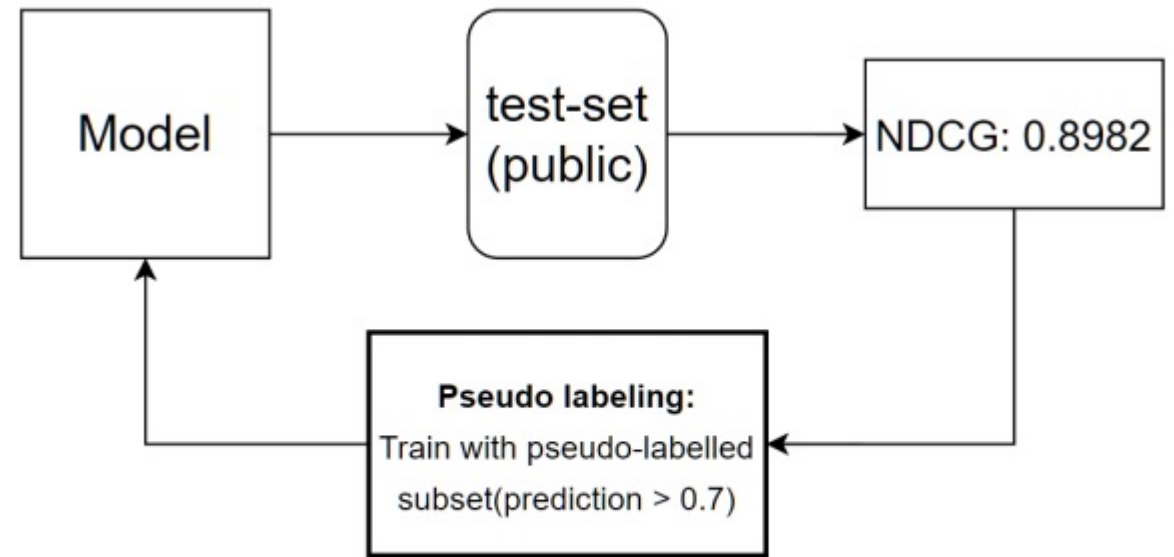 Model
test-set
(public)
NDCG: 0.8982
Pseudo labeling:
Train with pseudo-labelled
subset(prediction > 0.7)